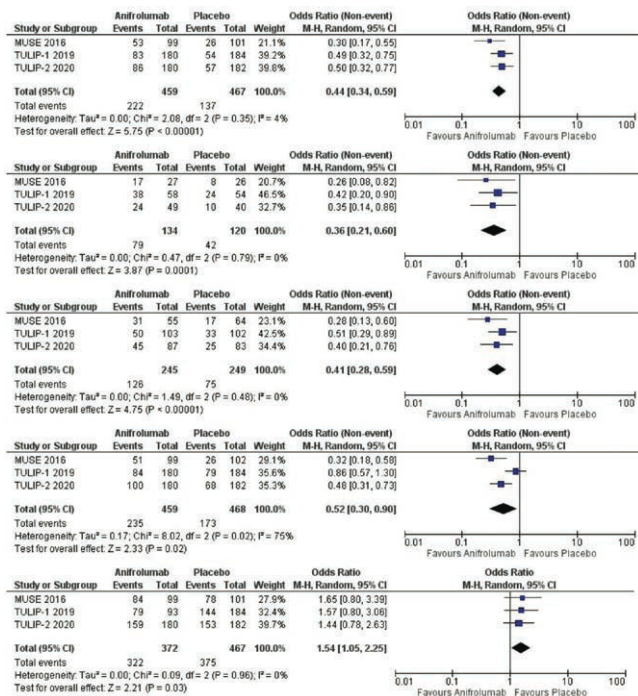 Anifrolumab Placebo Odds Ratio (Non-event) Odds Ratio (Non-event)
Study or Subgroup Events Total Events Total Weight M-H, Random, 95% CI M-H, Random, 95% CI
MUSE 2016 53 99 26 101 21.1% 0.30 [0.17, 0.55]
TULIP-1 2019 83 180 54 184 39.2% 0.49 [0.32, 0.75]
TULIP-2 2020 86 180 57 182 39.8% 0.50 [0.32, 0.77]
Total (95% CI) 459 467 100.0% 0.44 [0.34, 0.59]
Total events 222 137
Heterogeneity: Tau² = 0.00; Chi² = 2.08, df = 2 (P = 0.35); I² = 4%
Test for overall effect: Z = 5.75 (P < 0.00001)
0.01 0.1 1 10 100
Favours Anifrolumab Favours Placebo
Anifrolumab Placebo Odds Ratio (Non-event) Odds Ratio (Non-event)
Study or Subgroup Events Total Events Total Weight M-H, Random, 95% CI M-H, Random, 95% CI
MUSE 2016 17 27 8 26 20.7% 0.26 [0.08, 0.82]
TULIP-1 2019 38 58 24 54 46.5% 0.42 [0.20, 0.90]
TULIP-2 2020 24 49 10 40 32.7% 0.35 [0.14, 0.86]
Total (95% CI) 134 120 100.0% 0.36 [0.21, 0.60]
Total events 79 42
Heterogeneity: Tau² = 0.00; Chi² = 0.47, df = 2 (P = 0.79); I² = 0%
Test for overall effect: Z = 3.87 (P = 0.0001)
0.01 0.1 1 10 100
Favours Anifrolumab Favours Placebo
Anifrolumab Placebo Odds Ratio (Non-event) Odds Ratio (Non-event)
Study or Subgroup Events Total Events Total Weight M-H, Random, 95% CI M-H, Random, 95% CI
MUSE 2016 31 55 17 64 23.1% 0.28 [0.13, 0.60]
TULIP-1 2019 50 103 33 102 42.5% 0.51 [0.29, 0.89]
TULIP-2 2020 45 87 25 83 34.4% 0.40 [0.21, 0.76]
Total (95% CI) 245 249 100.0% 0.41 [0.28, 0.59]
Total events 126 75
Heterogeneity: Tau² = 0.00; Chi² = 1.49, df = 2 (P = 0.48); I² = 0%
Test for overall effect: Z = 4.75 (P < 0.00001)
0.01 0.1 1 10 100
Favours Anifrolumab Favours Placebo
Anifrolumab Placebo Odds Ratio (Non-event) Odds Ratio (Non-event)
Study or Subgroup Events Total Events Total Weight M-H, Random, 95% CI M-H, Random, 95% CI
MUSE 2016 51 99 26 102 29.1% 0.32 [0.18, 0.58]
TULIP-1 2019 84 180 79 184 35.6% 0.86 [0.57, 1.30]
TULIP-2 2020 100 180 68 182 35.3% 0.48 [0.31, 0.73]
Total (95% CI) 459 468 100.0% 0.52 [0.30, 0.90]
Total events 235 173
Heterogeneity: Tau² = 0.17; Chi² = 8.02, df = 2 (P = 0.02); I² = 75%
Test for overall effect: Z = 2.33 (P = 0.02)
0.01 0.1 1 10 100
Favours Anifrolumab Favours Placebo
Anifrolumab Placebo Odds Ratio Odds Ratio
Study or Subgroup Events Total Events Total Weight M-H, Random, 95% CI M-H, Random, 95% CI
MUSE 2016 84 99 78 101 27.9% 1.65 [0.80, 3.39]
TULIP-1 2019 79 93 144 184 32.4% 1.57 [0.80, 3.06]
TULIP-2 2020 159 180 153 182 39.7% 1.44 [0.78, 2.63]
Total (95% CI) 372 467 100.0% 1.54 [1.05, 2.25]
Total events 322 375
Heterogeneity: Tau² = 0.00; Chi² = 0.09, df = 2 (P = 0.96); I² = 0%
Test for overall effect: Z = 2.21 (P = 0.03)
0.01 0.1 1 10 100
Favours Anifrolumab Favours Placebo